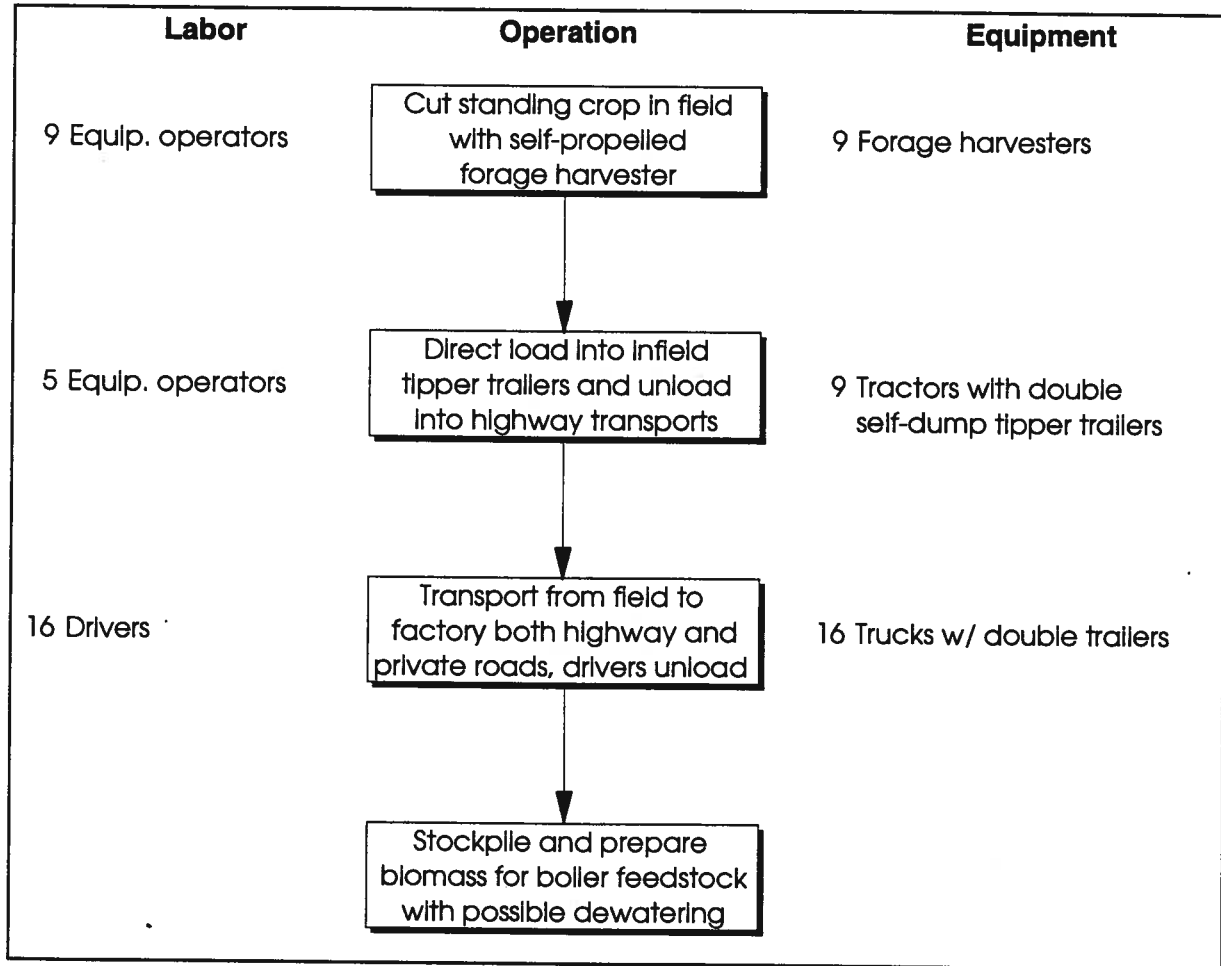 Labor
Operation
Equipment
9 Equip. operators
Cut standing crop in field
with self-propelled
forage harvester
9 Forage harvesters
5 Equip. operators
Direct load into infield
tipper trailers and unload
into highway transports
9 Tractors with double
self-dump tipper trailers
16 Drivers
Transport from field to
factory both highway and
private roads, drivers unload
16 Trucks w/ double trailers
Stockpile and prepare
biomass for boiler feedstock
with possible dewatering